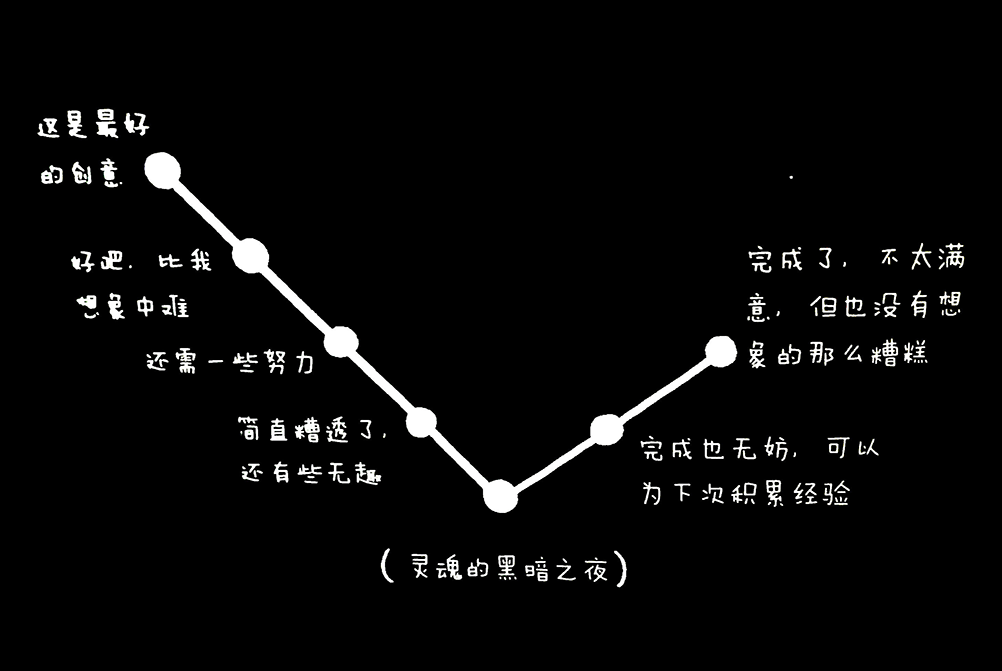 这是最好
的创意
好吧，比我
想象中难
还需一些努力
简直糟透了，
还有些无趣
（灵魂的黑暗之夜）
完成也无妨，可以
为下次积累经验
完成了，不太满
意，但也没有想
象的那么糟糕